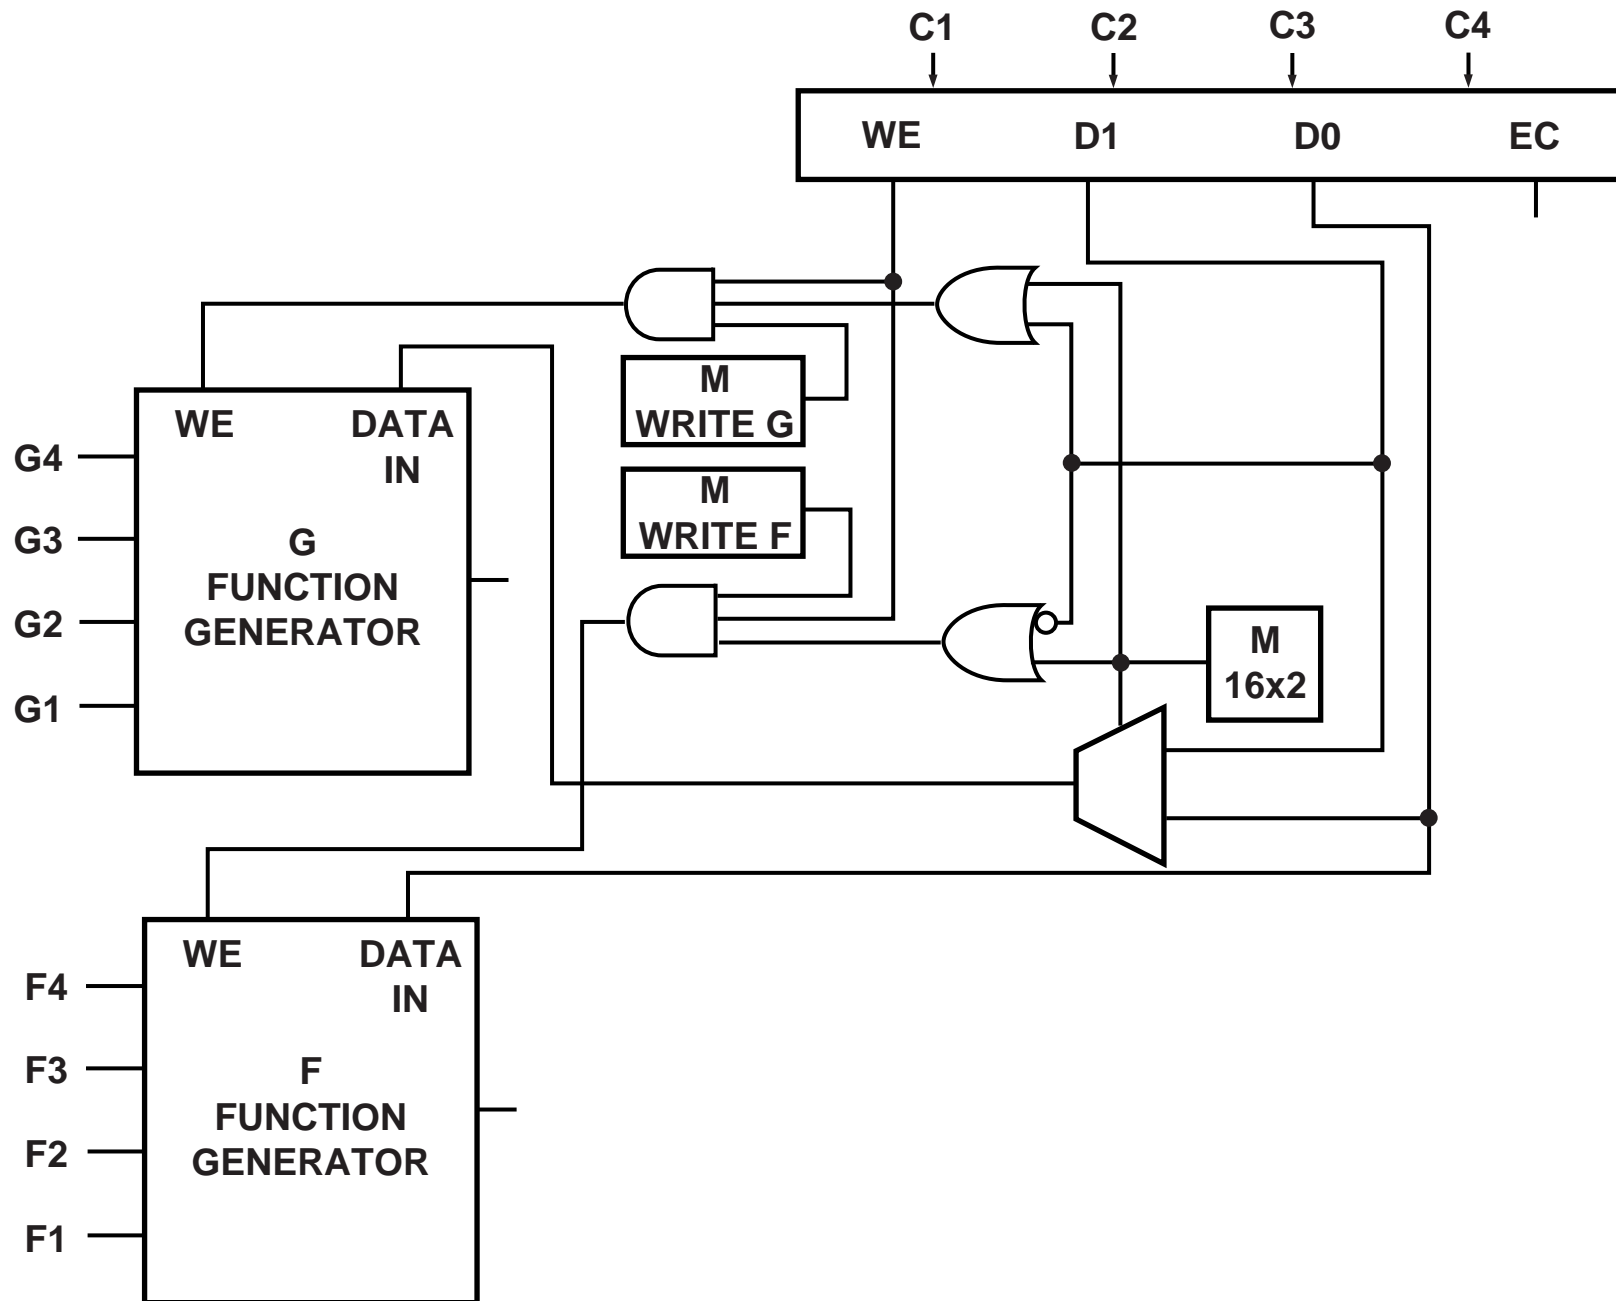 C1 C2 C3 C4
WE D1 D0 EC
WE DATA
IN
G4
G3
G2
G1
G
FUNCTION
GENERATOR
M
WRITE G
M
WRITE F
M
16x2
WE DATA
IN
F4
F3
F2
F1
F
FUNCTION
GENERATOR